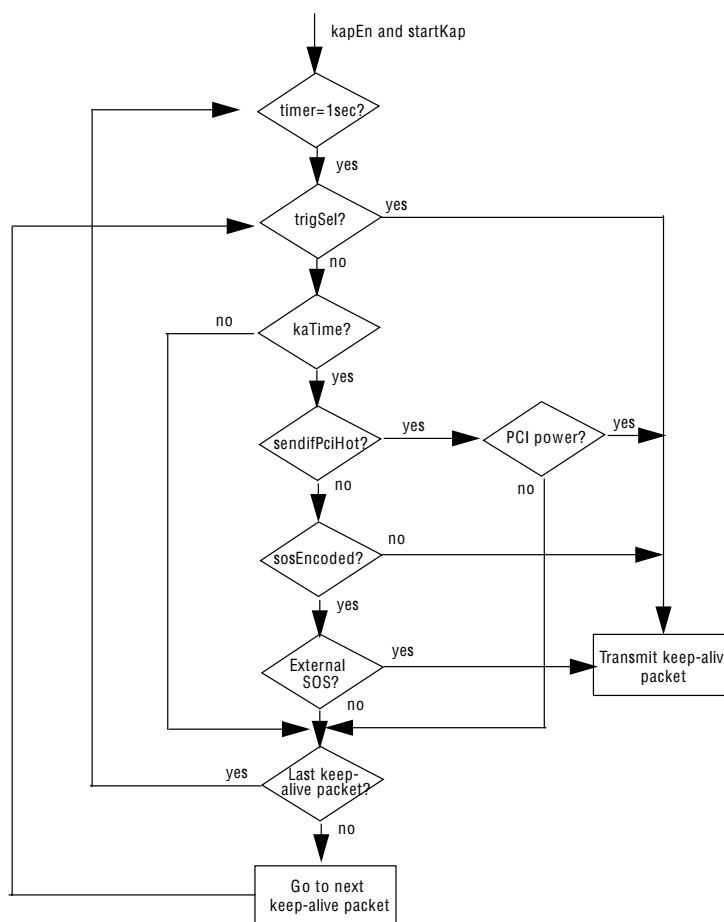 kapEn and startKap
timer=1sec?
yes
trigSel?
yes
no
no
kaTime?
yes
sendifPciHot?
yes
PCI power?
yes
no
no
sosEncoded?
no
yes
External
SOS?
yes
no
Transmit keep-alive
packet
yes
Last keep-
alive packet?
no
Go to next
keep-alive packet